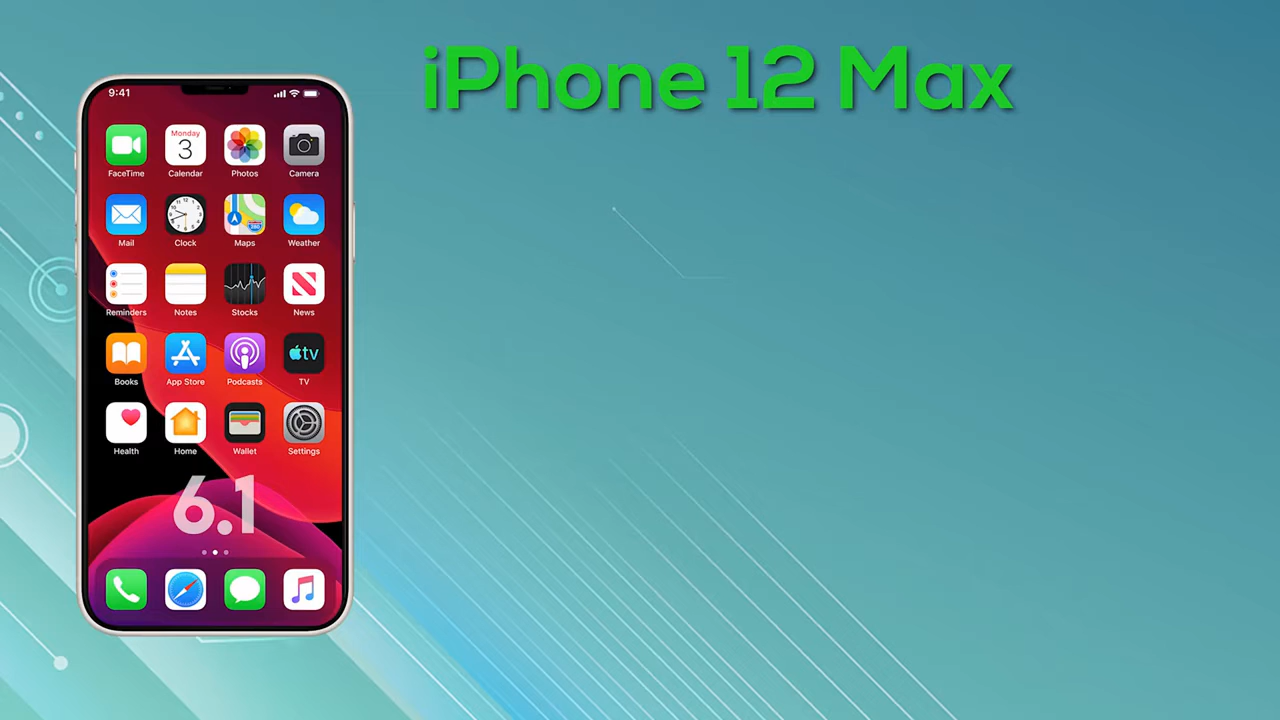 iPhone 12 Max
9:41
Monday
3
FaceTime Calendar Photos Camera
Mail Clock Maps Weather
Reminders Notes Stocks News
tv
Books App Store Podcasts TV
Health Home Wallet Settings
6.1